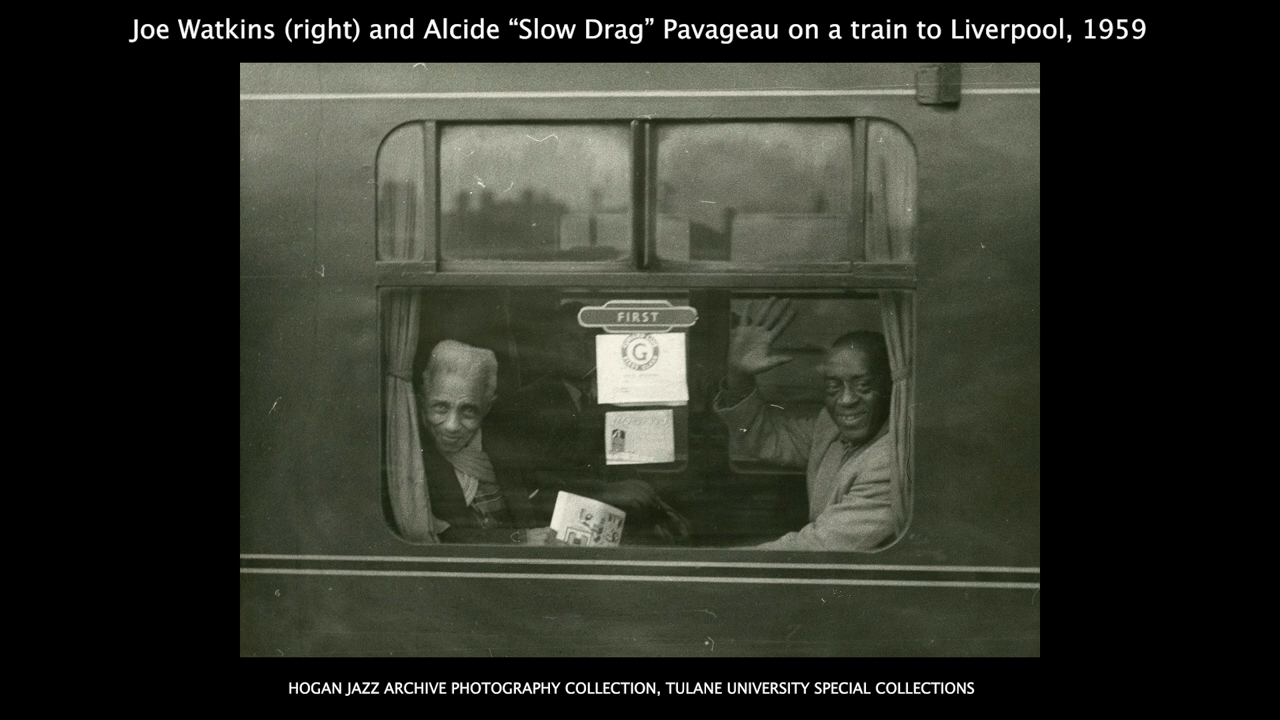 Joe Watkins (right) and Alcide “Slow Drag” Pavageau on a train to Liverpool, 1959
FIRST
G
HOGAN JAZZ ARCHIVE PHOTOGRAPHY COLLECTION, TULANE UNIVERSITY SPECIAL COLLECTIONS